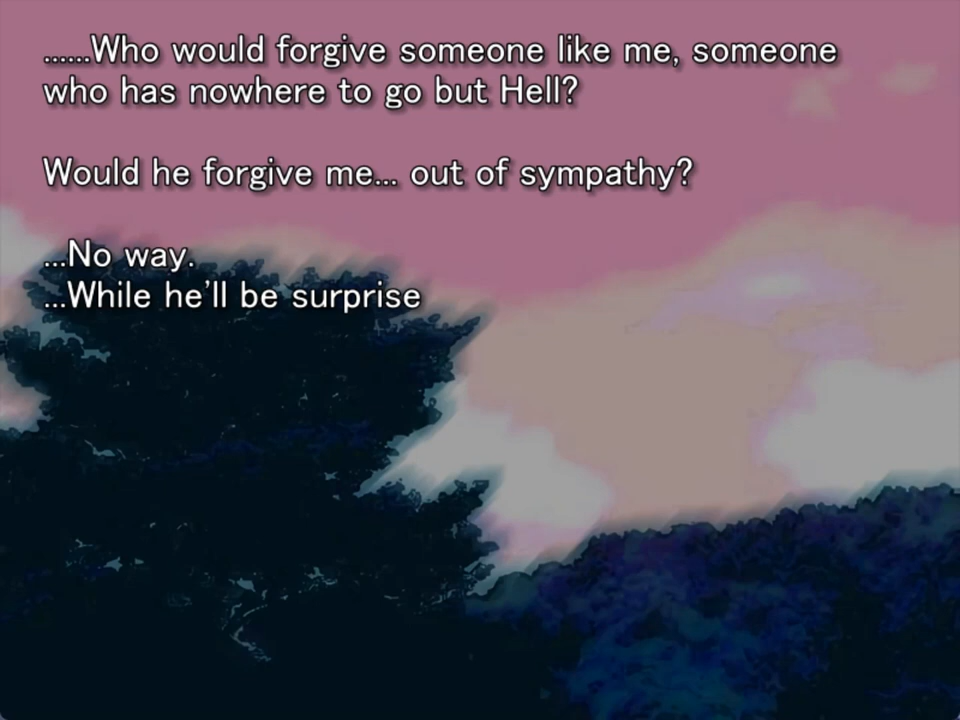 ......Who would forgive someone like me, someone
who has nowhere to go but Hell?
Would he forgive me... out of sympathy?
...No way.
...While he'll be surprise